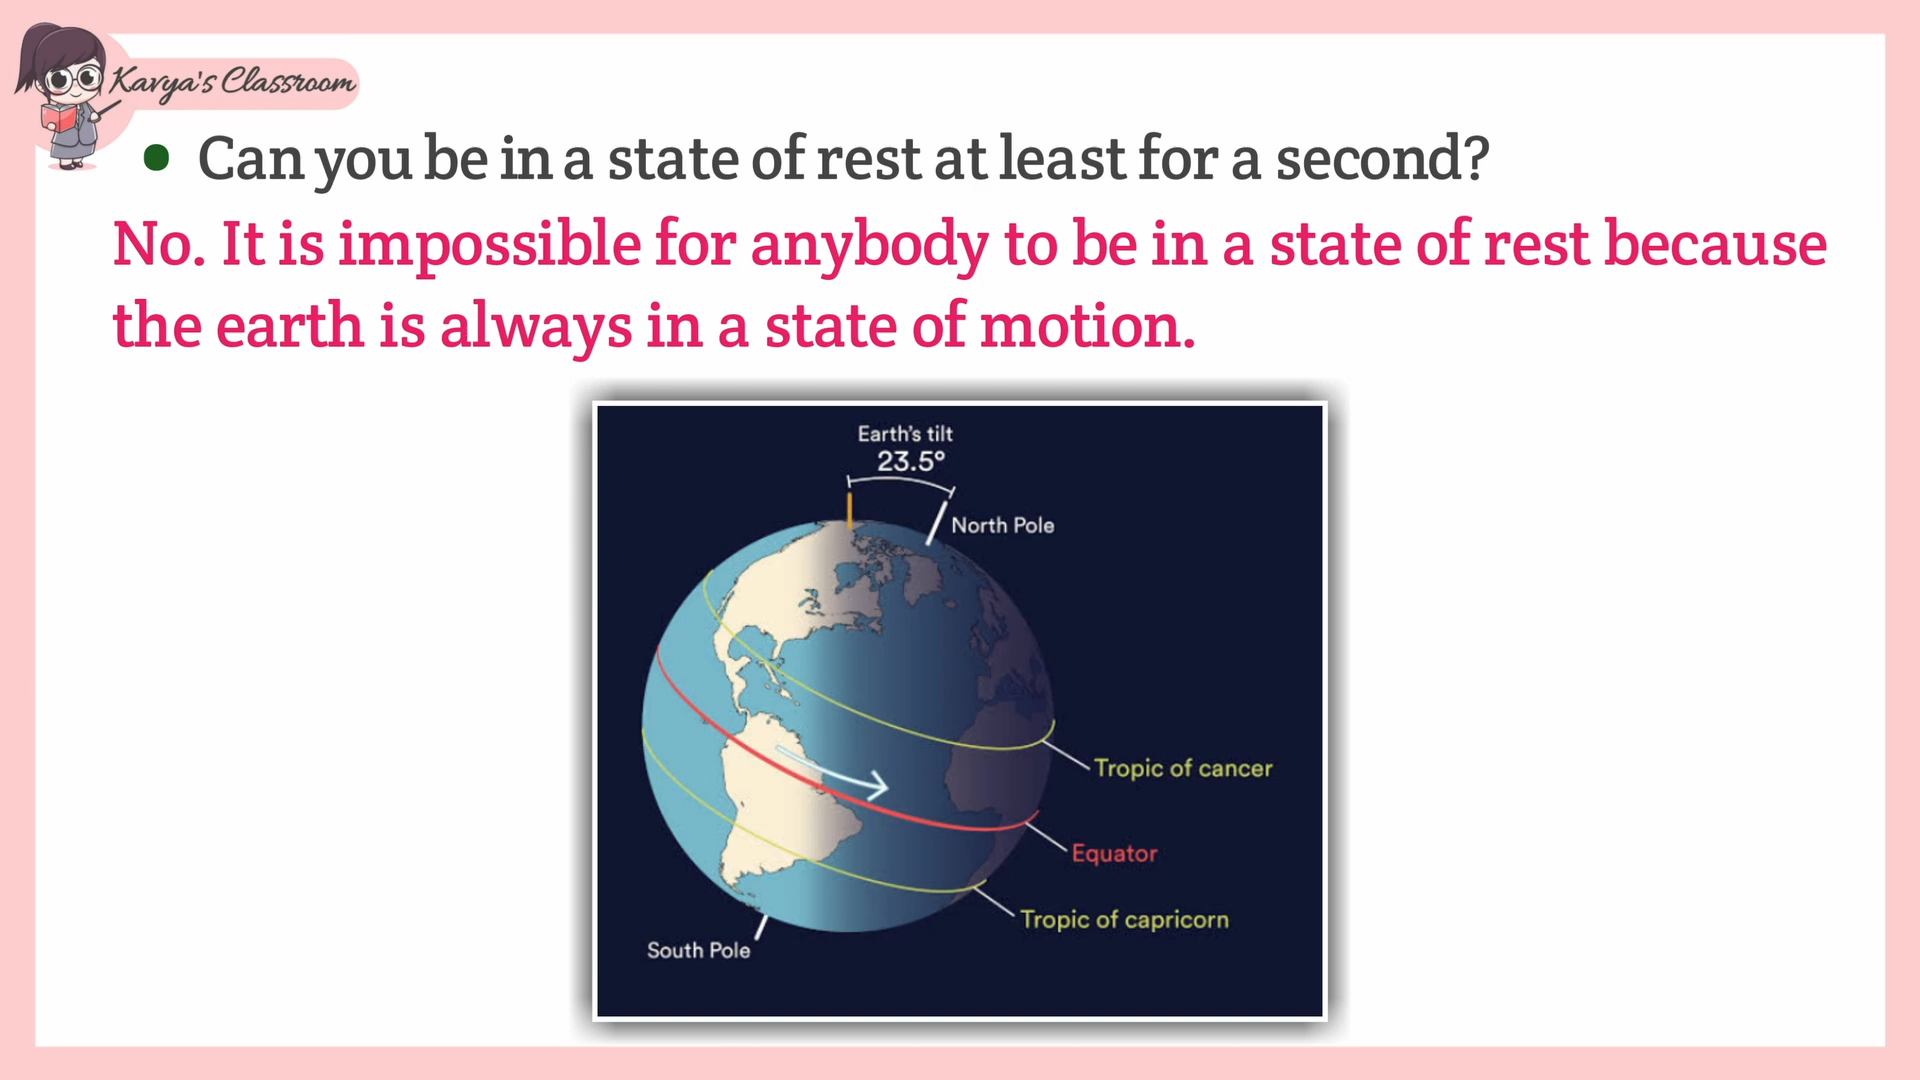 Kavya's Classroom
• Can you be in a state of rest at least for a second?
No. It is impossible for anybody to be in a state of rest because
the earth is always in a state of motion.
Earth's tilt
23.5°
North Pole
Tropic of cancer
Equator
Tropic of capricorn
South Pole